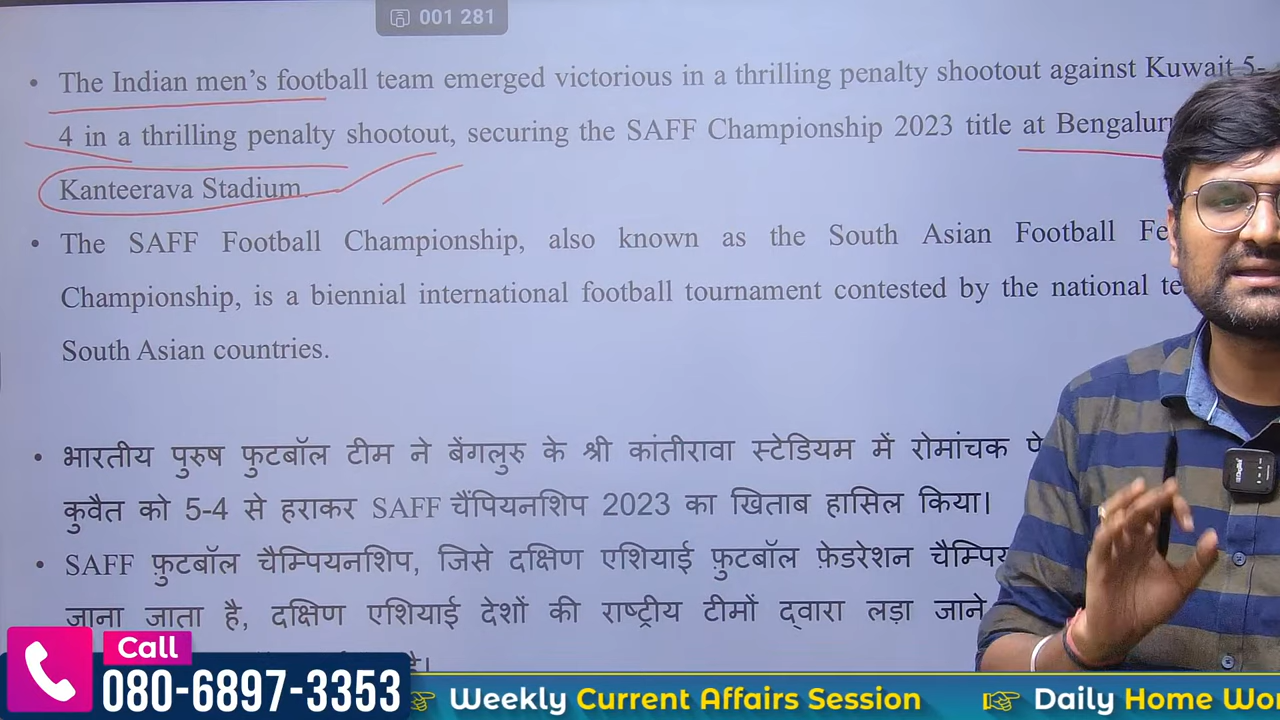 001 281
• The Indian men's football team emerged victorious in a thrilling penalty shootout against Kuwait 5-
4 in a thrilling penalty shootout, securing the SAFF Championship 2023 title at
Kanteerava Stadium.
• The SAFF Football Championship, also known as the South Asian Football
Championship, is a biennial international football tournament contested by the national
South Asian countries.
• भारतीय पुरुष फुटबॉल टीम ने बेंगलुरु के श्री कांतीरावा स्टेडियम में रोमांचक
कुवैत को 5-4 से हराकर SAFF चैंपियनशिप 2023 का खिताब हासिल किया।
• SAFF फ़ुटबॉल चैम्पियनशिप, जिसे दक्षिण एशियाई फ़ुटबॉल फ़ेडरेशन
जाना जाता है, दक्षिण एशियाई देशों की राष्ट्रीय टीमों द्वारा लड़ा जाने
है।
Call
080-6897-3353
Weekly Current Affairs Session Daily Home